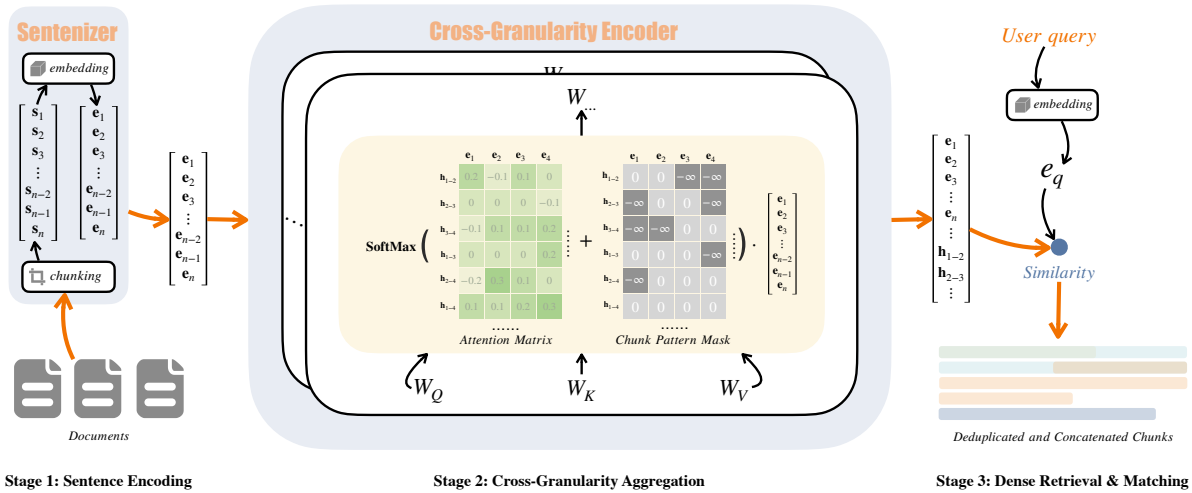 Sentenizer
embedding
s1
s2
s3
⋮
sn−2
sn−1
sn
e1
e2
e3
⋮
en−2
en−1
en
chunking
Documents
Stage 1: Sentence Encoding
e1
e2
e3
⋮
en−2
en−1
en
Cross-Granularity Encoder
W...
SoftMax
e1 e2 e3 e4
h1−2 0.2 −0.1 0.1 0
h2−3 0 0 0 −0.1
h3−4 −0.1 0.1 0.1 0.2
h1−3 0 0 0 0.2
h2−4 −0.2 0.3 0.1 0
h1−4 0.1 0.1 0.2 0.3
......
Attention Matrix
+
e1 e2 e3 e4
h1−2 0 0 −∞ −∞
h2−3 −∞ 0 0 −∞
h3−4 −∞ −∞ 0 0
h1−3 0 0 0 −∞
h2−4 −∞ 0 0 0
h1−4 0 0 0 0
......
Chunk Pattern Mask
·
e1
e2
e3
⋮
en−2
en−1
en
WQ
WK
WV
Stage 2: Cross-Granularity Aggregation
e1
e2
e3
⋮
en
⋮
h1−2
h2−3
⋮
User query
embedding
eq
Similarity
Deduplicated and Concatenated Chunks
Stage 3: Dense Retrieval & Matching